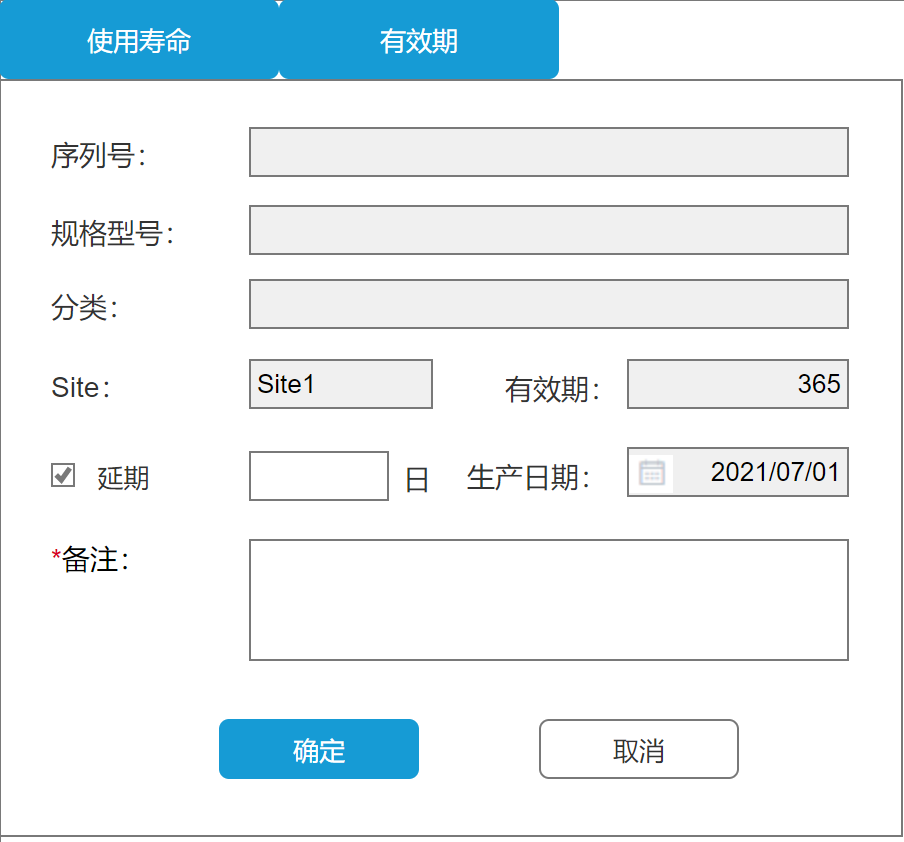 使用寿命 有效期
序列号：
规格型号：
分类：
Site： Site1 有效期： 365
延期 日 生产日期： 2021/07/01
*备注：
确定 取消